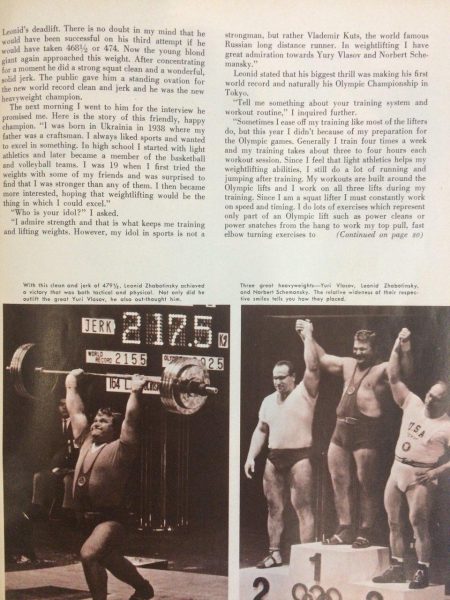 Leonid's deadlift. There is no doubt in my mind that he
would have been successful on his third attempt if he
would have taken 468½ or 474. Now the young blond
giant again approached this weight. After concentrating
for a moment he did a strong squat clean and a wonderful,
solid jerk. The public gave him a standing ovation for
the new world record clean and jerk and he was the new
heavyweight champion.
The next morning I went to him for the interview he
promised me. Here is the story of this friendly, happy
champion. "I was born in Ukrainia in 1938 where my
father was a craftsman. I always liked sports and wanted
to excel in something. In high school I started with light
athletics and later became a member of the basketball
and volleyball teams. I was 19 when I first tried the
weights with some of my friends and was surprised to
find that I was stronger than any of them. I then became
more interested, hoping that weightlifting would be the
thing in which I could excel."
"Who is your idol?" I asked.
"I admire strength and that is what keeps me training
and lifting weights. However, my idol in sports is not a
strongman, but rather Vlademir Kuts, the world famous
Russian long distance runner. In weightlifting I have
great admiration towards Yury Vlasov and Norbert Sche-
mansky."
Leonid stated that his biggest thrill was making his first
world record and naturally his Olympic Championship in
Tokyo.
"Tell me something about your training system and
workout routine," I inquired further.
"Sometimes I ease off my training like most of the lifters
do, but this year I didn't because of my preparation for
the Olympic games. Generally I train four times a week
and my training takes about three to four hours each
workout session. Since I feel that light athletics helps my
weightlifting abilities, I still do a lot of running and
jumping after training. My workouts are built around the
Olympic lifts and I work on all three lifts during my
training. Since I am a squat lifter I must constantly work
on speed and timing. I do lots of exercises which represent
only part of an Olympic lift such as power cleans or
power snatches from the hang to work my top pull, fast
elbow turning exercises to (Continued on page 80)
With this clean and jerk of 479½, Leonid Zhabotinsky achieved
a victory that was both tactical and physical. Not only did he
outlift the great Yuri Vlasov, he also out-thought him.
Three great heavyweights—Yuri Vlasov, Leonid Zhabotinsky,
and Norbert Schemansky. The relative wideness of their respec-
tive smiles tells you how they placed.
JERK 217.5 KG
WORLD RECORD 215.5
164
USA
2 1 3